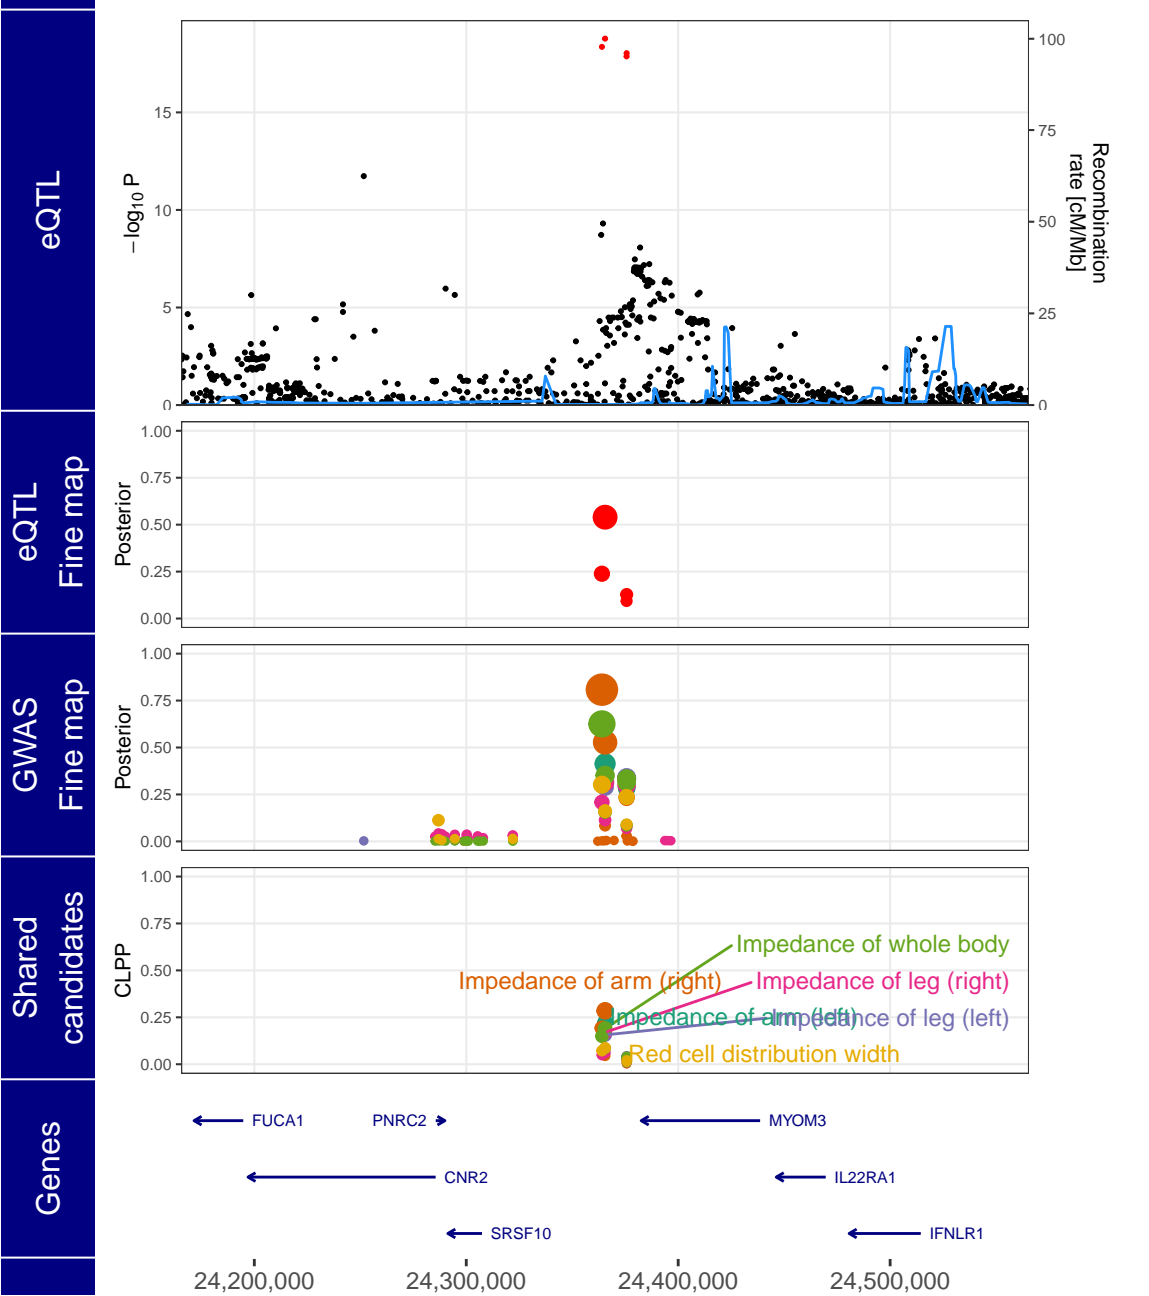 eQTL
−log10 P
15
10
5
0
100
75
50
25
0
Recombination
rate [cM/Mb]
eQTL
Fine map
Posterior
1.00
0.75
0.50
0.25
0.00
GWAS
Fine map
Posterior
1.00
0.75
0.50
0.25
0.00
Shared
candidates
CLPP
1.00
0.75
0.50
0.25
0.00
Impedance of whole body
Impedance of arm (right)
Impedance of leg (right)
Impedance of arm (left)
Impedance of leg (left)
Red cell distribution width
Genes
FUCA1
PNRC2
MYOM3
CNR2
IL22RA1
SRSF10
IFNLR1
24,200,000
24,300,000
24,400,000
24,500,000